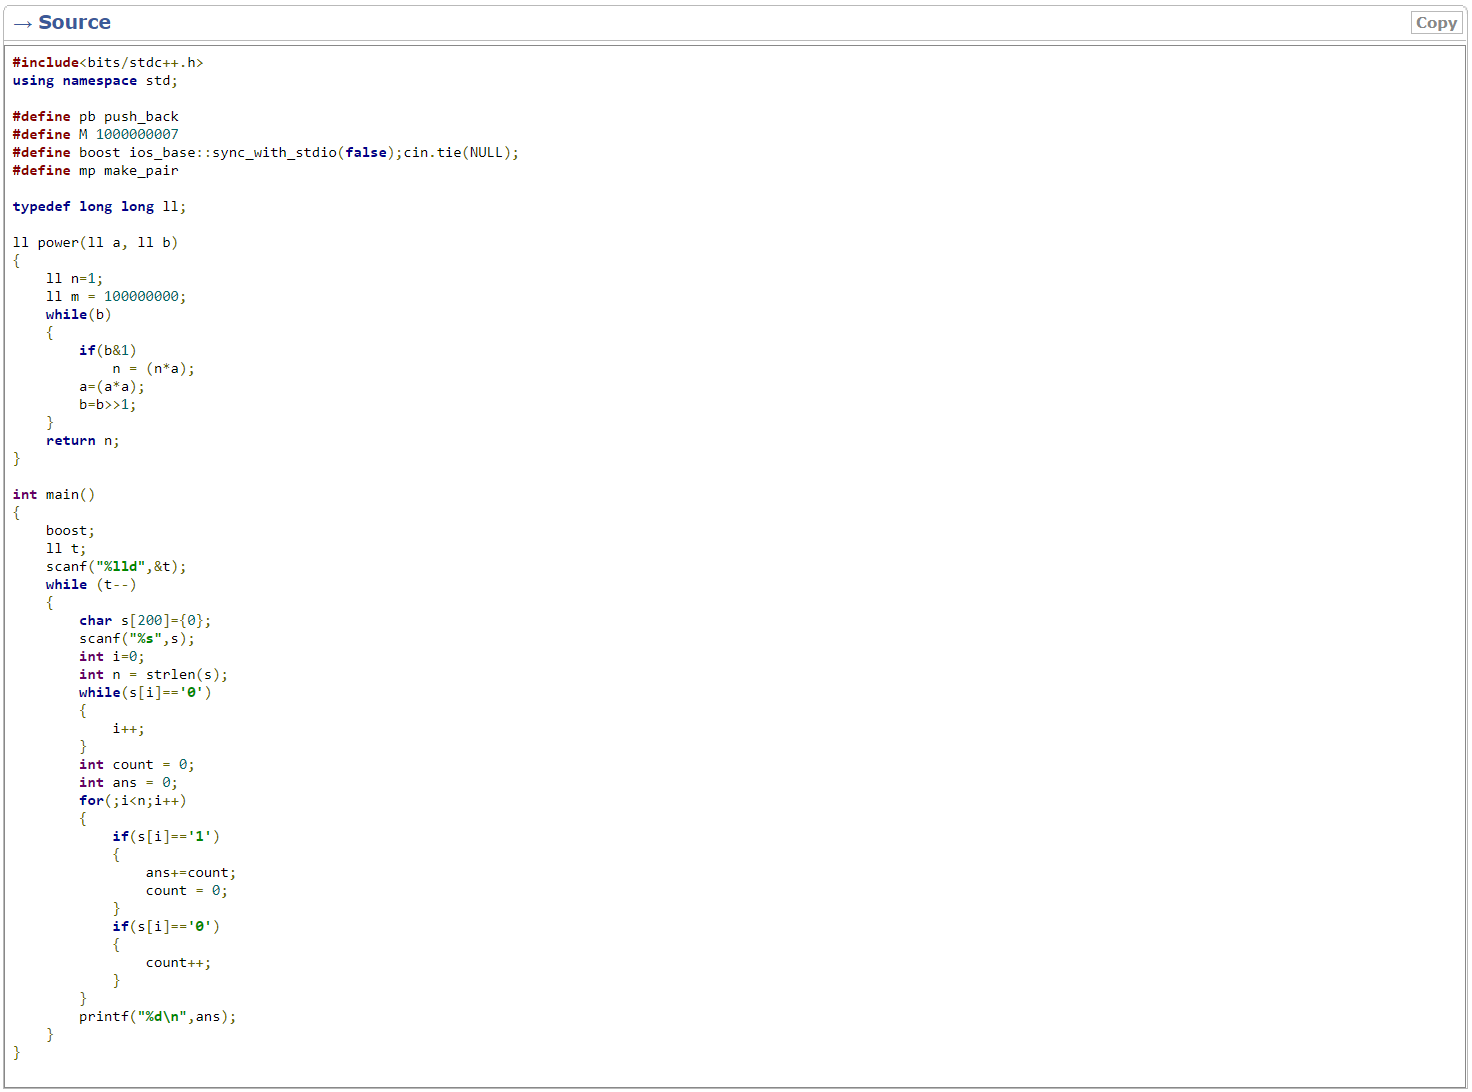 → Source
Copy
#include<bits/stdc++.h>
using namespace std;
#define pb push_back
#define M 1000000007
#define boost ios_base::sync_with_stdio(false);cin.tie(NULL);
#define mp make_pair
typedef long long ll;
ll power(ll a, ll b)
{
    ll n=1;
    ll m = 100000000;
    while(b)
    {
        if(b&1)
            n = (n*a);
        a=(a*a);
        b=b>>1;
    }
    return n;
}
int main()
{
    boost;
    ll t;
    scanf("%lld",&t);
    while (t--)
    {
        char s[200]={0};
        scanf("%s",s);
        int i=0;
        int n = strlen(s);
        while(s[i]=='0')
        {
            i++;
        }
        int count = 0;
        int ans = 0;
        for(;i<n;i++)
        {
            if(s[i]=='1')
            {
                ans+=count;
                count = 0;
            }
            if(s[i]=='0')
            {
                count++;
            }
        }
        printf("%d\n",ans);
    }
}